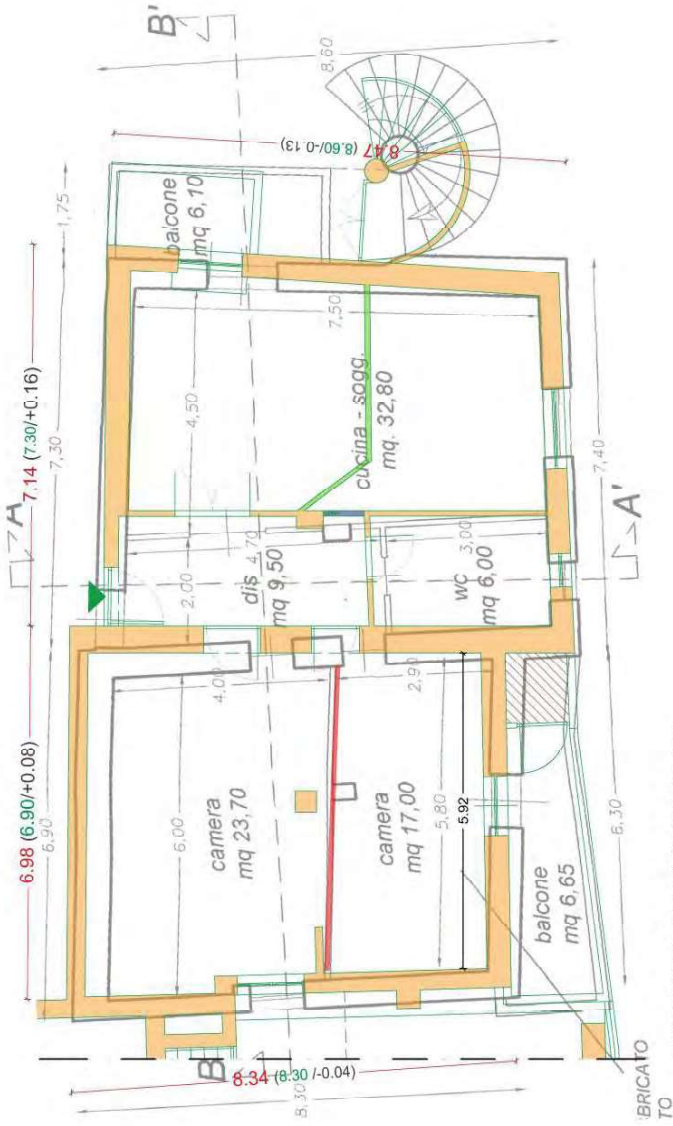 B'
8,60
8.47 (8.60/-0.13)
1,75
balcone
mq 6,10
7.14 (7.30/+0.16)
7,30
7,50
4,50
cucina - sogg.
mq. 32,80
7,40
A
A'
dis
mq 9,50
4,70
2,00
wc
mq 6,00
3,00
6.98 (6.90/+0.08)
6,90
4,00
2,90
6,00
camera
mq 23,70
camera
mq 17,00
5,80
5.92
balcone
mq 6,65
6,30
B
8.34 (8.30 /-0.04)
8,30
BRICATO
TO